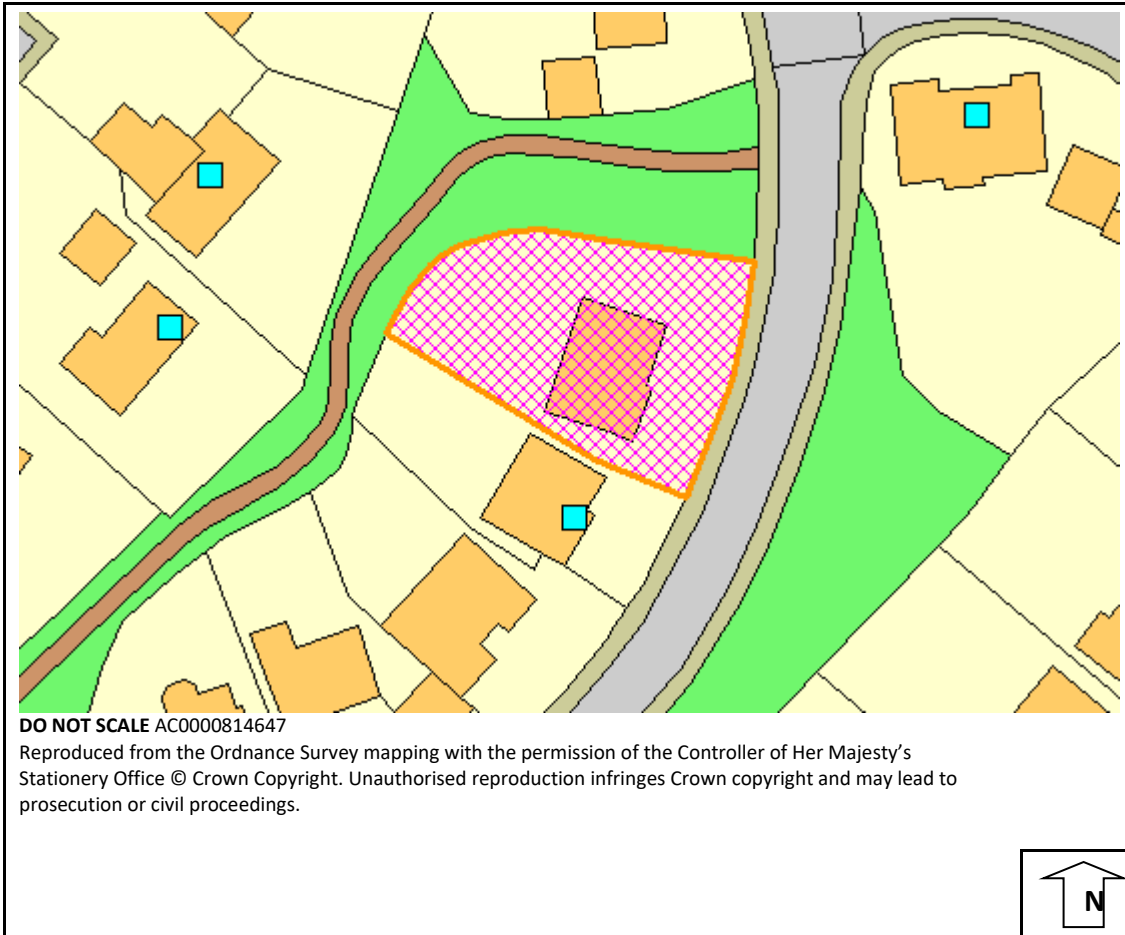 DO NOT SCALE AC0000814647
Reproduced from the Ordnance Survey mapping with the permission of the Controller of Her Majesty’s
Stationery Office © Crown Copyright. Unauthorised reproduction infringes Crown copyright and may lead to
prosecution or civil proceedings.
N